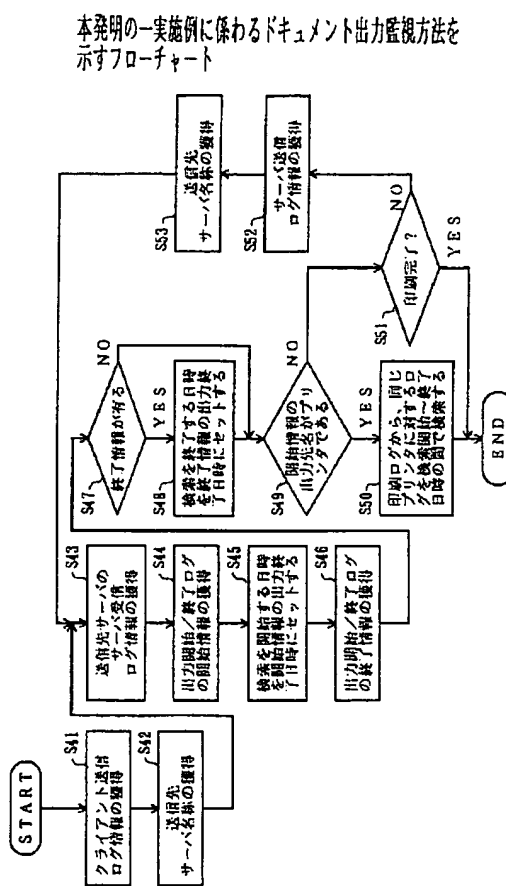 本発明の一実施例に係わるドキュメント出力監視方法を
示すフローチャート
START
S41
クライアント送信
ログ情報の獲得
S42
送信先
サーバ名称の獲得
S43
送信先サーバの
サーバ受信
ログ情報の獲得
S44
出力開始／終了ログ
の開始情報の獲得
S45
検索を開始する日時
を開始情報の出力終
了日時にセットする
S46
出力開始／終了ログ
の終了情報の獲得
S47
終了情報が有る
NO
YES
S48
検索を終了する日時
を終了情報の出力終
了日時にセットする
S49
開始情報の
出力先名がプリ
ンタである
NO
YES
S50
印刷ログから、同じ
プリンタに対するロ
グを検索開始～終了
日時の間で検索する
S51
印刷完了？
NO
YES
S52
サーバ送信
ログ情報の獲得
S53
送信先
サーバ名称の獲得
END